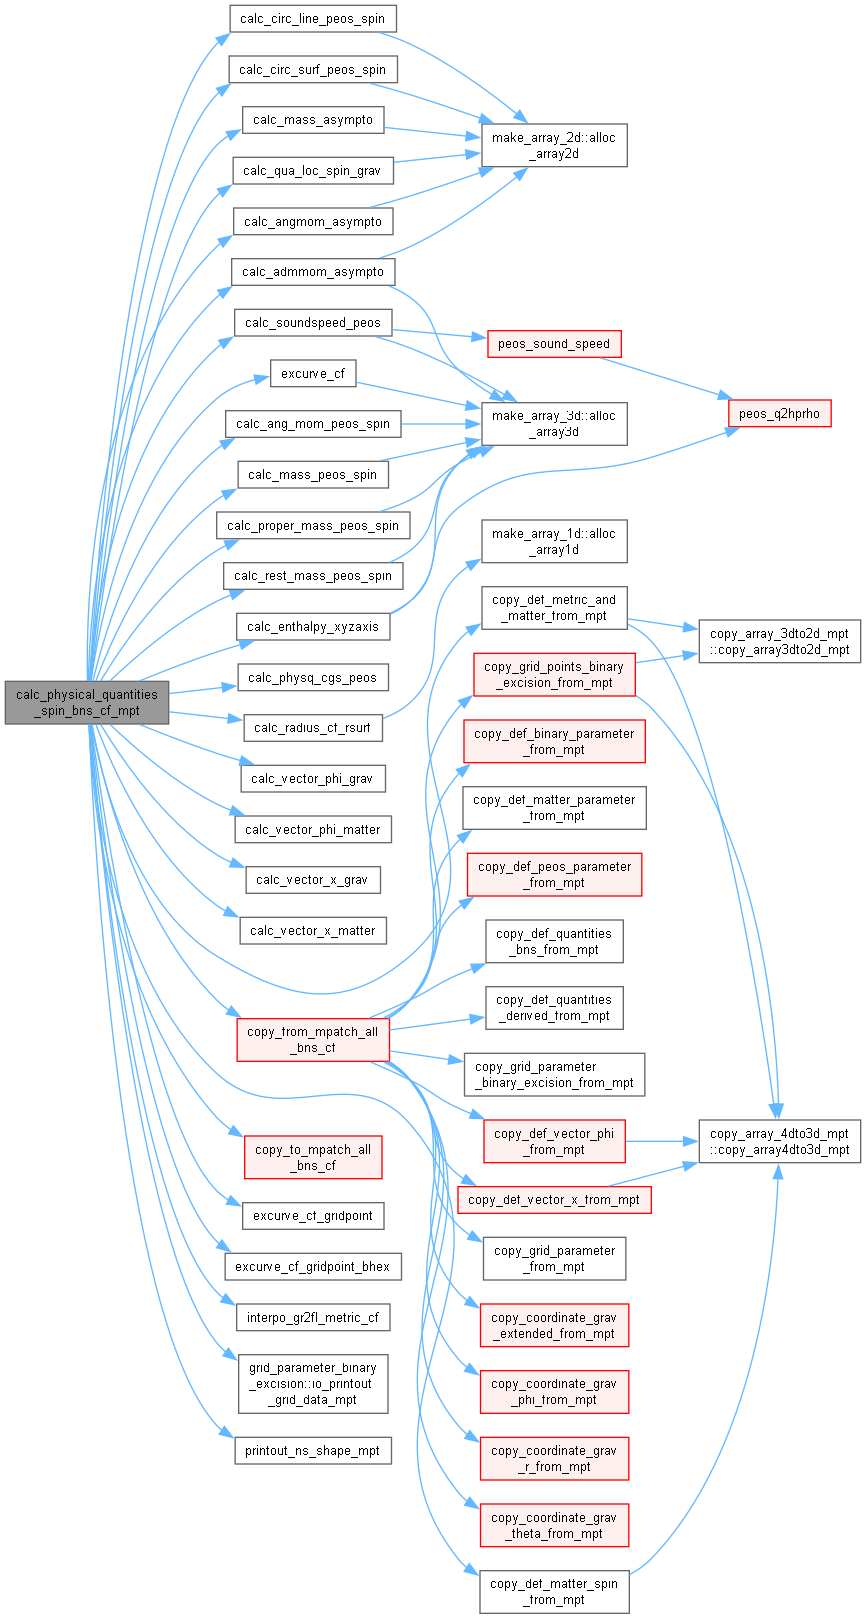 calc_circ_line_peos_spin
calc_circ_surf_peos_spin
calc_mass_asympto
make_array_2d::alloc
_array2d
calc_qua_loc_spin_grav
calc_angmom_asympto
calc_admmom_asympto
calc_soundspeed_peos
peos_sound_speed
excurve_cf
make_array_3d::alloc
_array3d
peos_q2hprho
calc_ang_mom_peos_spin
calc_mass_peos_spin
calc_proper_mass_peos_spin
make_array_1d::alloc
_array1d
calc_rest_mass_peos_spin
copy_def_metric_and
_matter_from_mpt
calc_enthalpy_xyzaxis
copy_array_3dto2d_mpt
::copy_array3dto2d_mpt
calc_physq_cgs_peos
copy_grid_points_binary
_excision_from_mpt
calc_physical_quantities
_spin_bns_cf_mpt
calc_radius_cf_rsurf
copy_def_binary_parameter
_from_mpt
calc_vector_phi_grav
copy_def_matter_parameter
_from_mpt
calc_vector_phi_matter
calc_vector_x_grav
copy_def_peos_parameter
_from_mpt
calc_vector_x_matter
copy_def_quantities
_bns_from_mpt
copy_def_quantities
_derived_from_mpt
copy_from_mpatch_all
_bns_cf
copy_grid_parameter
_binary_excision_from_mpt
copy_def_vector_phi
_from_mpt
copy_array_4dto3d_mpt
::copy_array4dto3d_mpt
copy_to_mpatch_all
_bns_cf
copy_def_vector_x_from_mpt
excurve_cf_gridpoint
copy_grid_parameter
_from_mpt
excurve_cf_gridpoint_bhex
interpo_gr2fl_metric_cf
copy_coordinate_grav
_extended_from_mpt
grid_parameter_binary
_excision::io_printout
_grid_data_mpt
copy_coordinate_grav
_phi_from_mpt
printout_ns_shape_mpt
copy_coordinate_grav
_r_from_mpt
copy_coordinate_grav
_theta_from_mpt
copy_def_matter_spin
_from_mpt